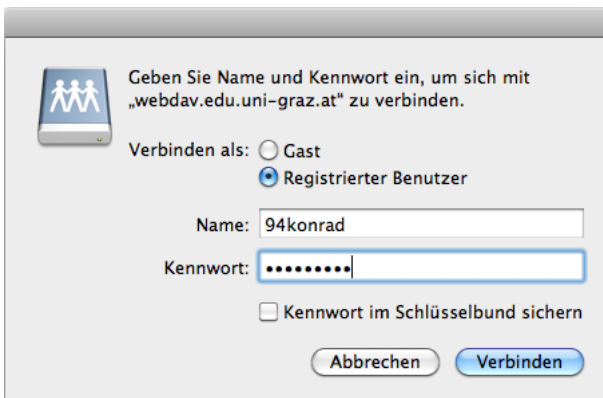 Geben Sie Name und Kennwort ein, um sich mit
„webdav.edu.uni-graz.at“ zu verbinden.
Verbinden als: Gast
Registrierter Benutzer
Name: 94konrad
Kennwort: •••••••••
Kennwort im Schlüsselbund sichern
Abbrechen Verbinden